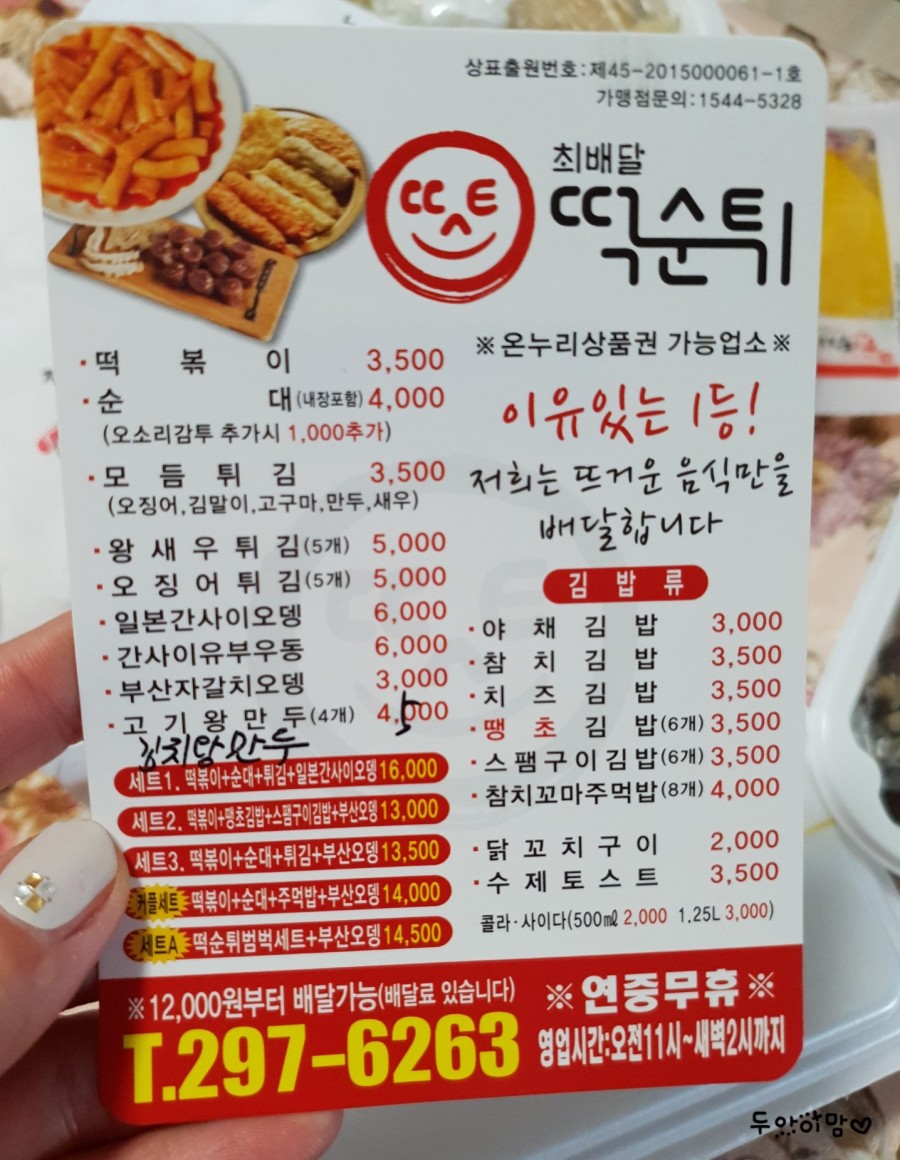 상표출원번호:제45-2015000061-1호
가맹점문의:1544-5328
최배달
떡순튀
떡볶이 3,500
순대(내장포함) 4,000
(오소리감투 추가시 1,000추가)
모듬튀김 3,500
(오징어,김말이,고구마,만두,새우)
왕새우튀김(5개) 5,000
오징어튀김(5개) 5,000
일본간사이오뎅 6,000
간사이유부우동 6,000
부산자갈치오뎅 3,000
고기왕만두(4개) 4,500
세트1. 떡볶이+순대+튀김+일본간사이오뎅 16,000
세트2. 떡볶이+땡초김밥+스팸구이김밥+부산오뎅 13,000
세트3. 떡볶이+순대+튀김+부산오뎅 13,500
커플세트 떡볶이+순대+주먹밥+부산오뎅 14,000
세트A 떡순튀범벅세트+부산오뎅 14,500
※온누리상품권 가능업소※
이유있는 1등!
저희는 뜨거운 음식만을
배달합니다
김밥류
야채김밥 3,000
참치김밥 3,500
치즈김밥 3,500
땡초김밥(6개) 3,500
스팸구이김밥(6개) 3,500
참치꼬마주먹밥(8개) 4,000
닭꼬치구이 2,000
수제토스트 3,500
콜라·사이다(500㎖ 2,000 1.25L 3,000)
※12,000원부터 배달가능(배달료 있습니다)
T.297-6263
※연중무휴※
영업시간:오전11시~새벽2시까지
두아이맘♡